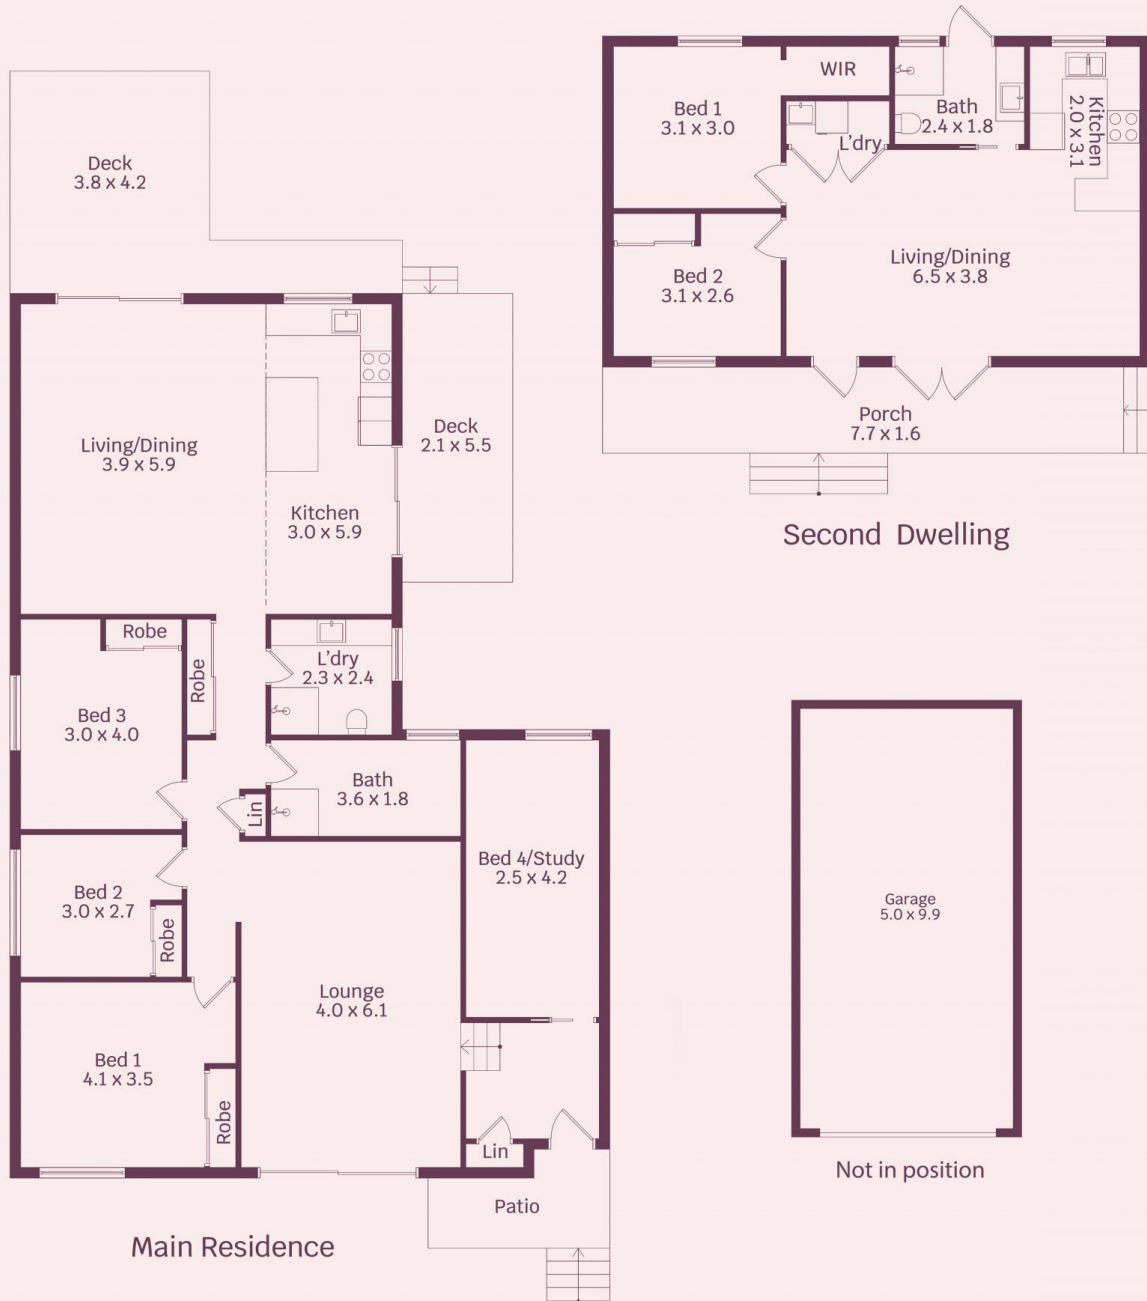 Deck
3.8 x 4.2
Living/Dining
3.9 x 5.9
Kitchen
3.0 x 5.9
Deck
2.1 x 5.5
Robe
Robe
L'dry
2.3 x 2.4
Bed 3
3.0 x 4.0
Bath
3.6 x 1.8
Lin
Bed 4/Study
2.5 x 4.2
Bed 2
3.0 x 2.7
Robe
Lounge
4.0 x 6.1
Bed 1
4.1 x 3.5
Robe
Lin
Patio
Main Residence
Bed 1
3.1 x 3.0
WIR
L'dry
Bath
2.4 x 1.8
Kitchen
2.0 x 3.1
Bed 2
3.1 x 2.6
Living/Dining
6.5 x 3.8
Porch
7.7 x 1.6
Second Dwelling
Garage
5.0 x 9.9
Not in position